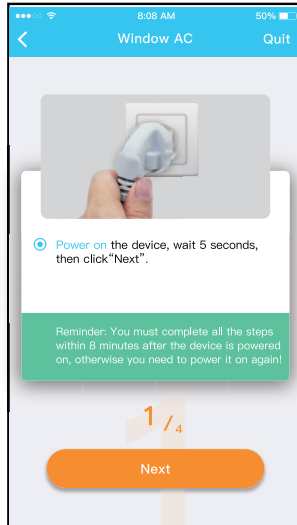 8:08 AM
50%
Window AC
Quit
Power on the device, wait 5 seconds,
then click“Next”.
Reminder: You must complete all the steps
within 8 minutes after the device is powered
on, otherwise you need to power it on again!
1/4
Next